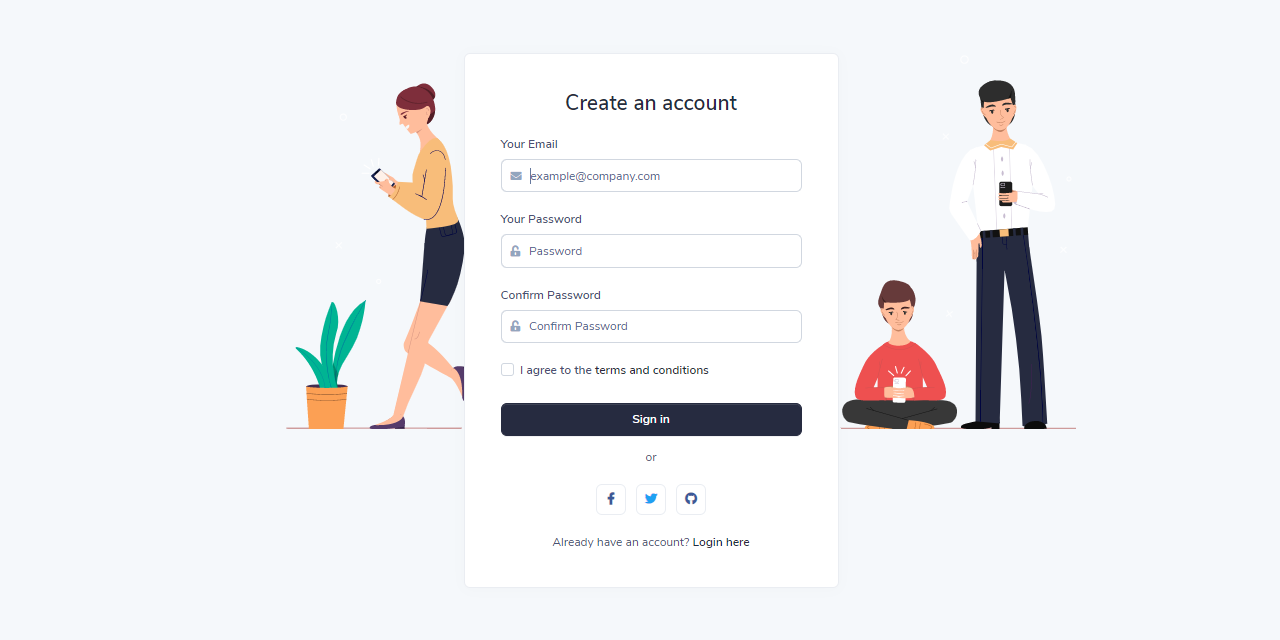 Create an account
Your Email
example@company.com
Your Password
Password
Confirm Password
Confirm Password
I agree to the terms and conditions
Sign in
or
Already have an account? Login here